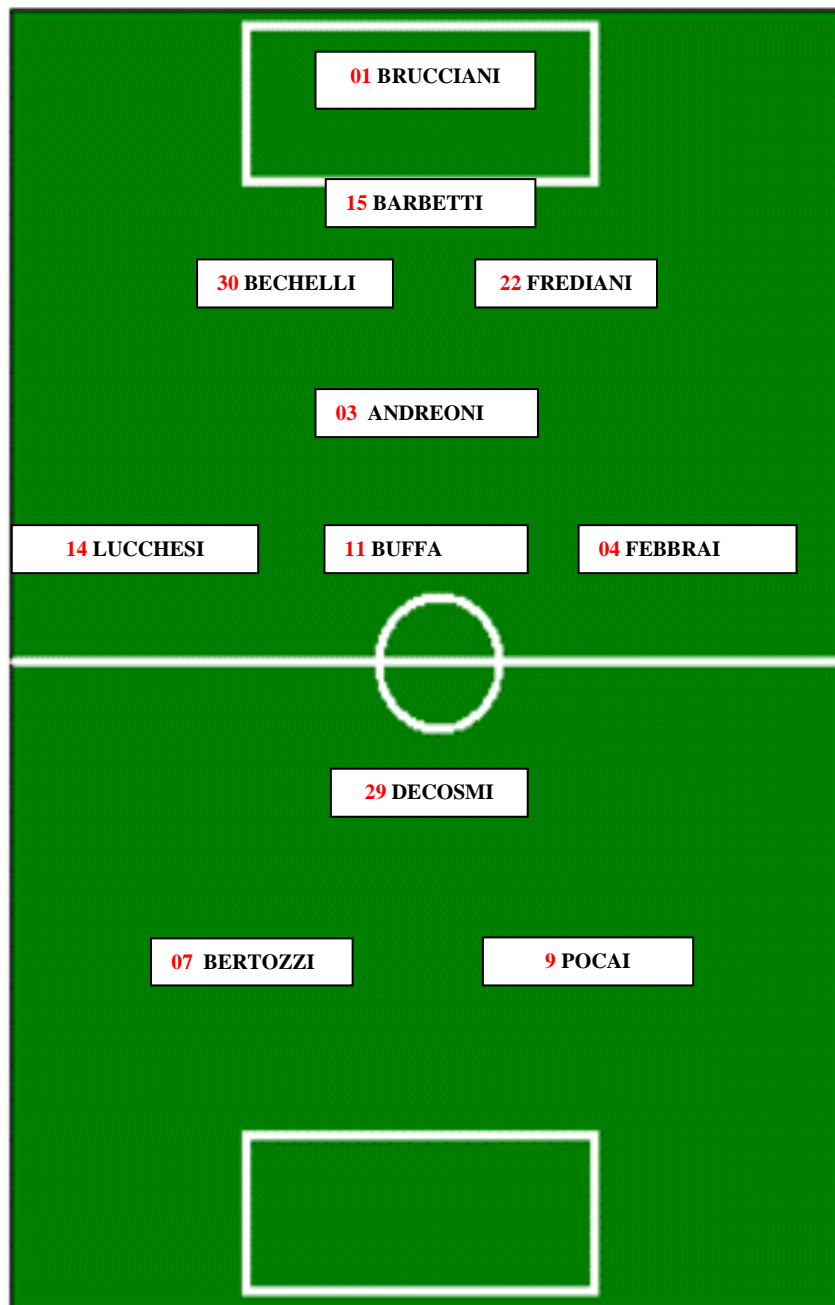 01 BRUCCIANI
15 BARBETTI
30 BECHELLI
22 FREDIANI
03 ANDREONI
14 LUCCHESI
11 BUFFA
04 FEBBRAI
29 DECOSMI
07 BERTOZZI
9 POCAI